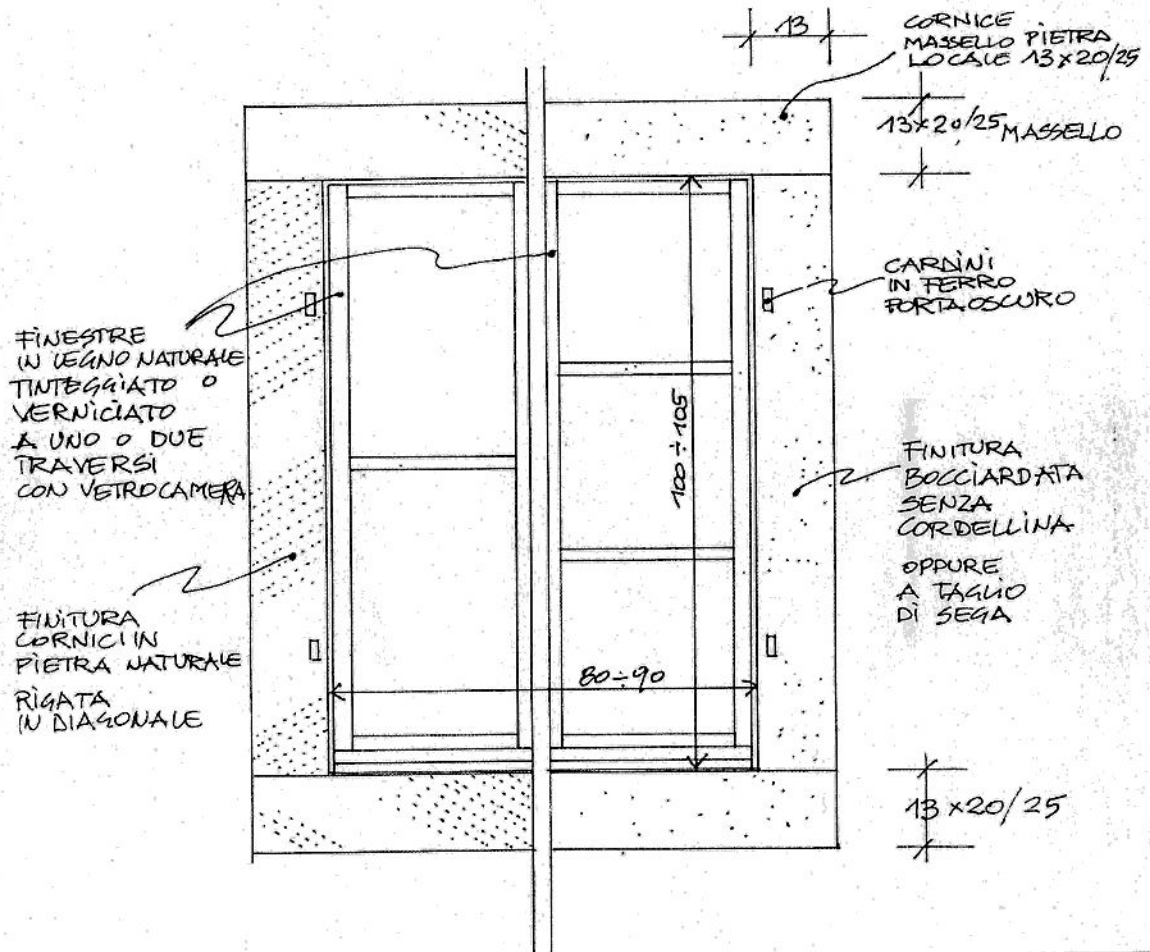 13
CORNICE
MASSELLO PIETRA
LOCALE 13x20/25
13x20/25 MASSELLO
CARDINI
IN FERRO
PORTAOSCURO
FINESTRE
IN LEGNO NATURALE
TINTEGGIATO O
VERNICIATO
A UNO O DUE
TRAVERSI
CON VETROCAMERA
100÷105
FINITURA
BOCCIARDATA
SENZA
CORDELLINA
OPPURE
A TAGLIO
DI SEGA
FINITURA
CORNICI IN
PIETRA NATURALE
RIGATA
IN DIAGONALE
80÷90
13x20/25